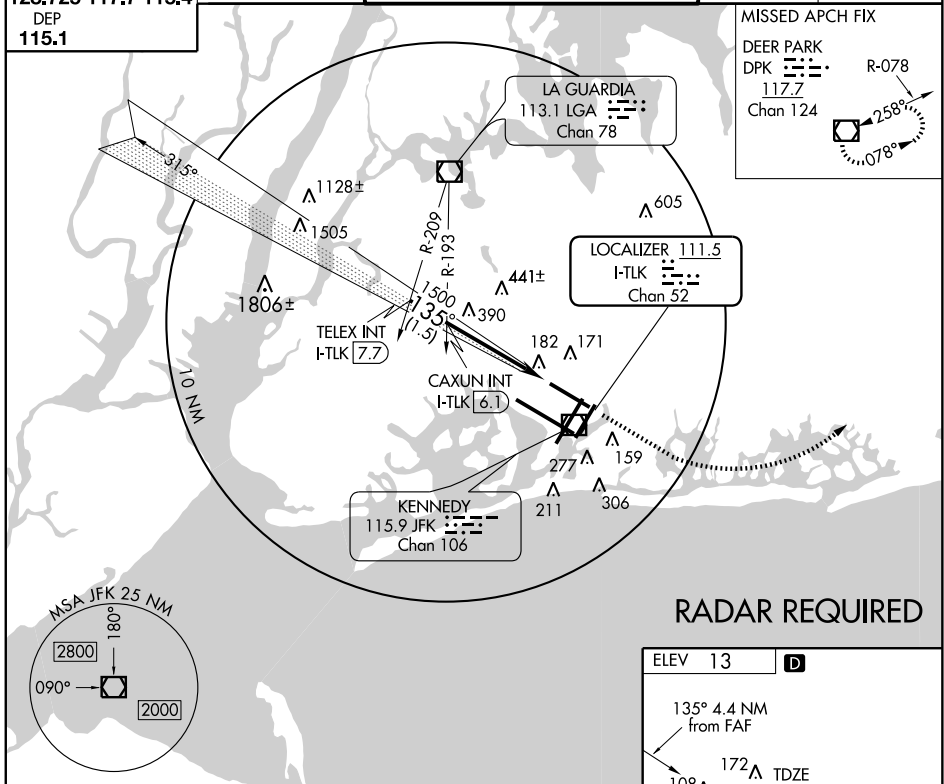 128.725 117.7 115.4
DEP
115.1
MISSED APCH FIX
DEER PARK
DPK
117.7
Chan 124
R-078
258°
078°
LA GUARDIA
113.1 LGA
Chan 78
315°
1128±
1505
1806±
605
R-209
R-193
LOCALIZER 111.5
I-TLK
Chan 52
441±
1500
135°
(1.5)
390
TELEX INT
I-TLK 7.7
182
171
CAXUN INT
I-TLK 6.1
10 NM
159
277
306
211
KENNEDY
115.9 JFK
Chan 106
MSA JFK 25 NM
180°
2800
090°
2000
RADAR REQUIRED
ELEV 13
D
135° 4.4 NM
from FAF
172
TDZE
108